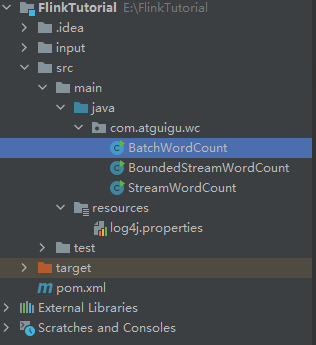 FlinkTutorial E:\FlinkTutorial
.idea
input
src
main
java
com.atguigu.wc
BatchWordCount
BoundedStreamWordCount
StreamWordCount
resources
log4j.properties
test
target
pom.xml
External Libraries
Scratches and Consoles